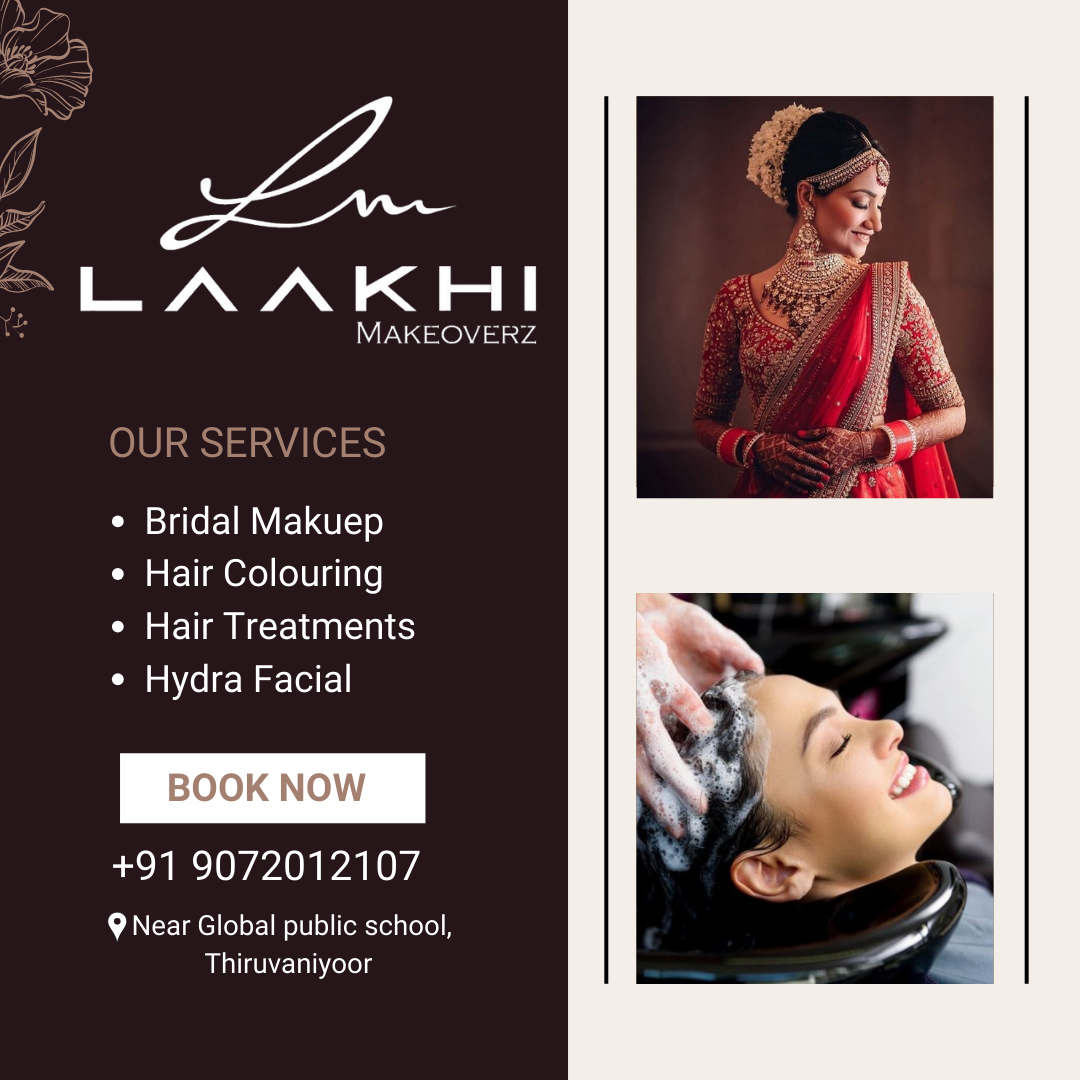 Lm
LAAKHI
MAKEOVERZ
OUR SERVICES
• Bridal Makuep
• Hair Colouring
• Hair Treatments
• Hydra Facial
BOOK NOW
+91 9072012107
Near Global public school,
Thiruvaniyoor